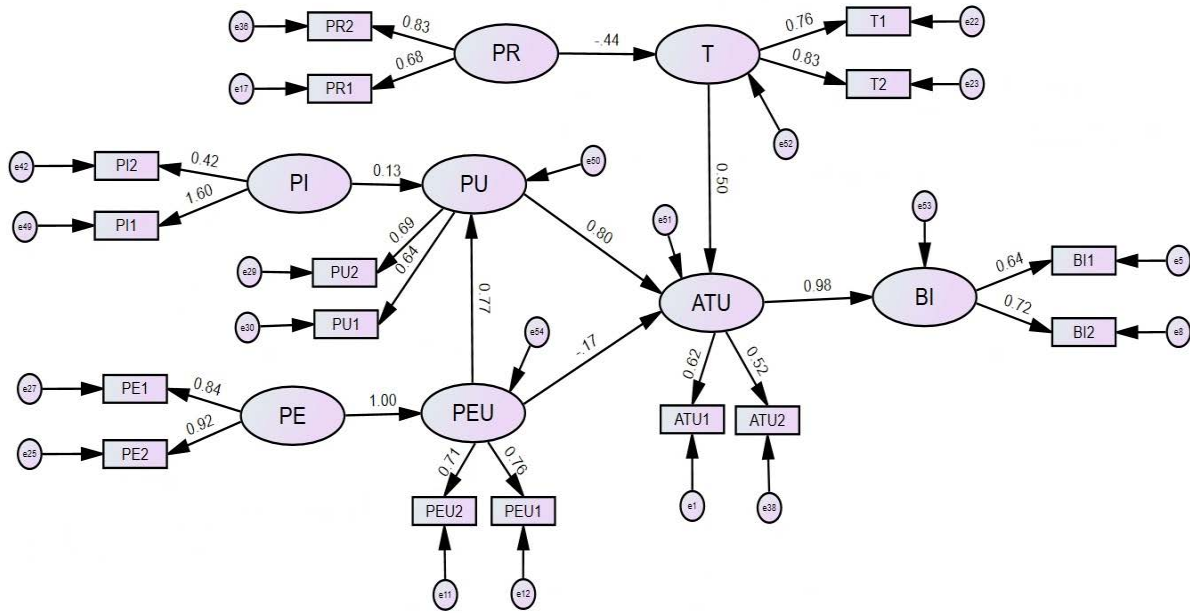 e36
PR2
0.83
PR
-.44
T
0.76
T1
e22
e17
PR1
0.68
0.83
T2
e23
e52
e42
PI2
0.42
PI
0.13
PU
e50
0.50
e49
PI1
1.60
0.69
0.64
0.80
e51
e53
e29
PU2
e30
PU1
0.77
ATU
0.98
BI
0.64
BI1
e5
0.72
BI2
e8
e54
-.17
e27
PE1
0.84
PE
1.00
PEU
0.62
0.52
e25
PE2
0.92
ATU1
ATU2
0.71
0.76
PEU2
PEU1
e1
e38
e11
e12